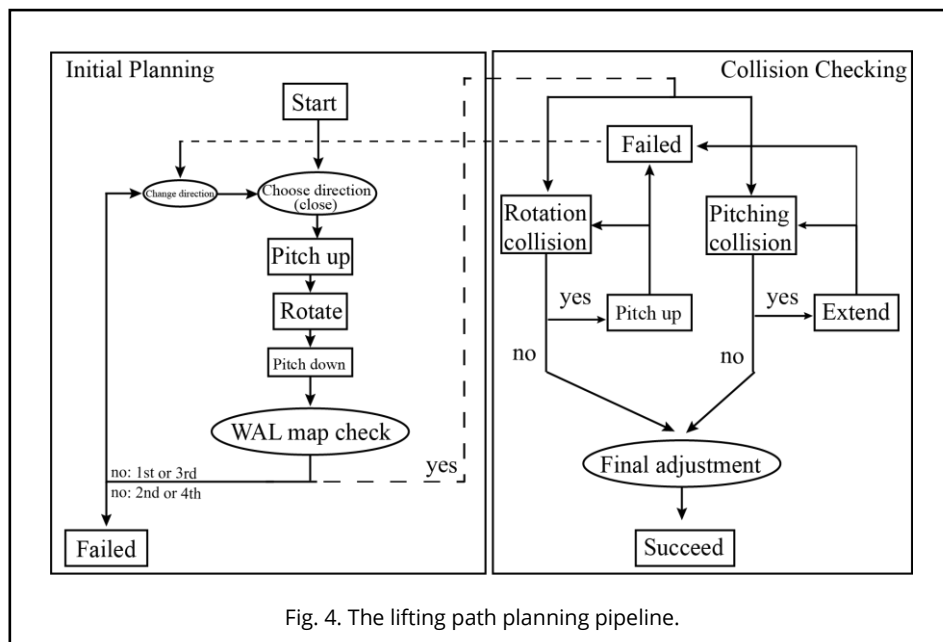 Initial Planning
Start
Change direction
Choose direction
(close)
Pitch up
Rotate
Pitch down
WAL map check
yes
no: 1st or 3rd
no: 2nd or 4th
Failed
Collision Checking
Failed
Rotation
collision
Pitching
collision
yes
Pitch up
yes
Extend
no
no
Final adjustment
Succeed
Fig. 4. The lifting path planning pipeline.